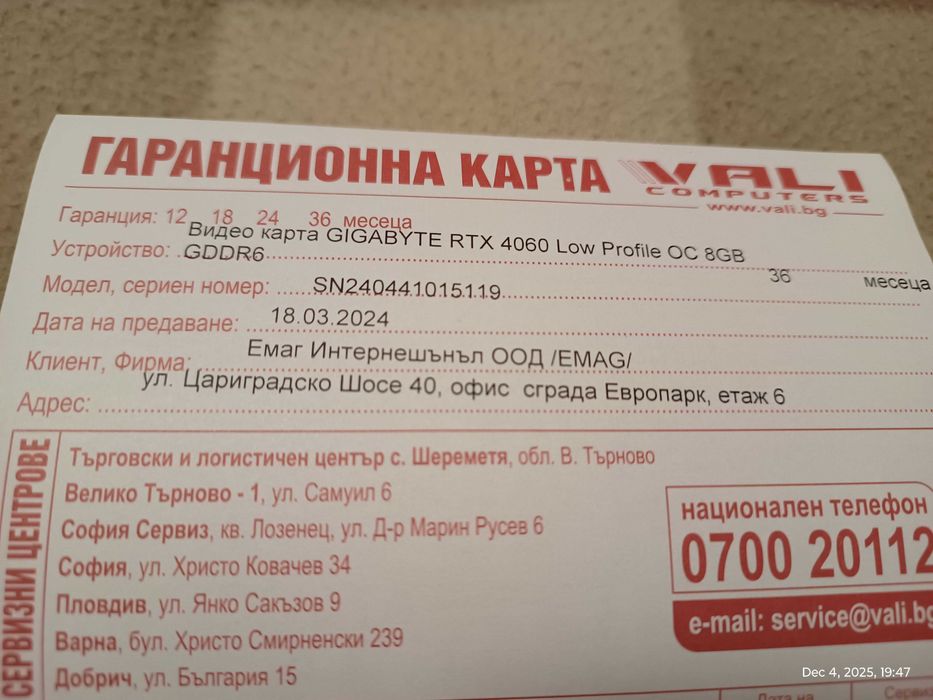 ГАРАНЦИОННА КАРТА
VALI
COMPUTERS
www.vali.bg
Гаранция: 12 18 24 36 месеца
Видео карта GIGABYTE RTX 4060 Low Profile OC 8GB
Устройство: GDDR6
36 месеца
Модел, сериен номер: SN240441015119
Дата на предаване: 18.03.2024
Клиент, Фирма: Емаг Интернешънъл ООД /EMAG/
ул. Цариградско Шосе 40, офис сграда Европарк, етаж 6
Адрес:
СЕРВИЗНИ ЦЕНТРОВЕ
Търговски и логистичен център с. Шереметя, обл. В. Търново
Велико Търново - 1, ул. Самуил 6
София Сервиз, кв. Лозенец, ул. Д-р Марин Русев 6
София, ул. Христо Ковачев 34
Пловдив, ул. Янко Сакъзов 9
Варна, бул. Христо Смирненски 239
Добрич, ул. България 15
национален телефон
0700 20112
e-mail: service@vali.bg
Дата на
Dec 4, 2025, 19:47